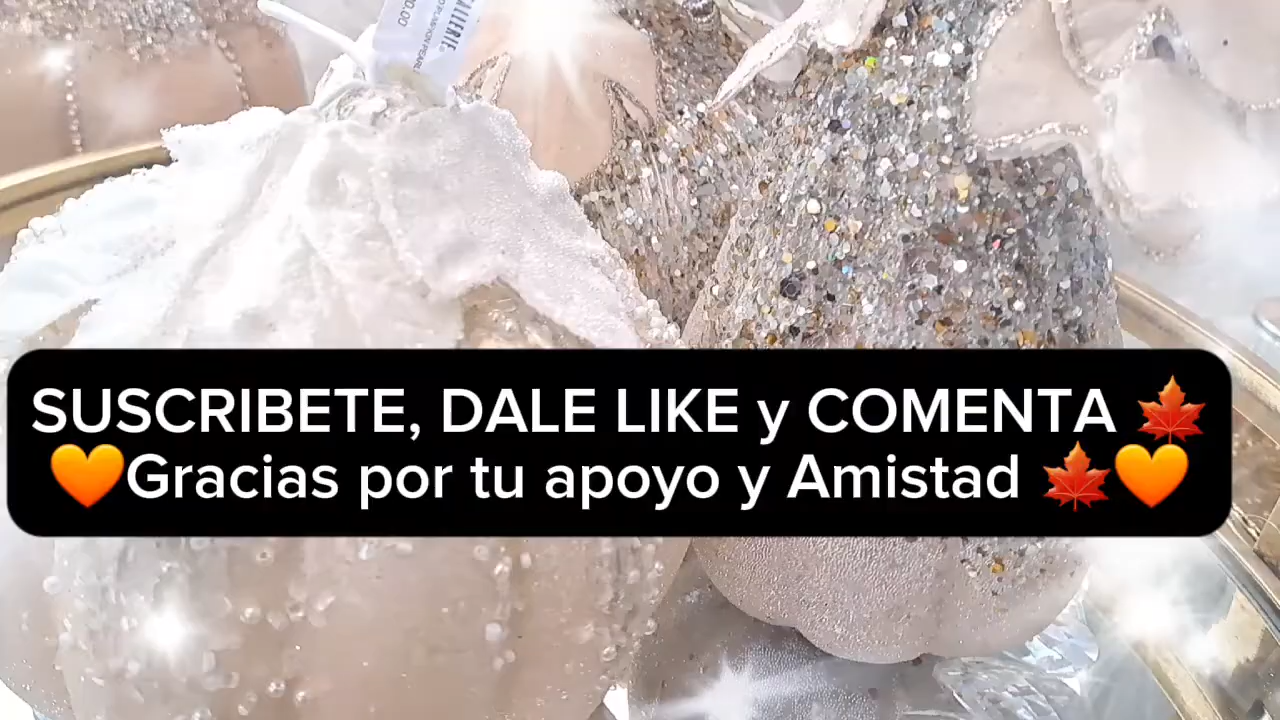 SUSCRIBETE, DALE LIKE y COMENTA 🍁
🧡Gracias por tu apoyo y Amistad 🍁🧡